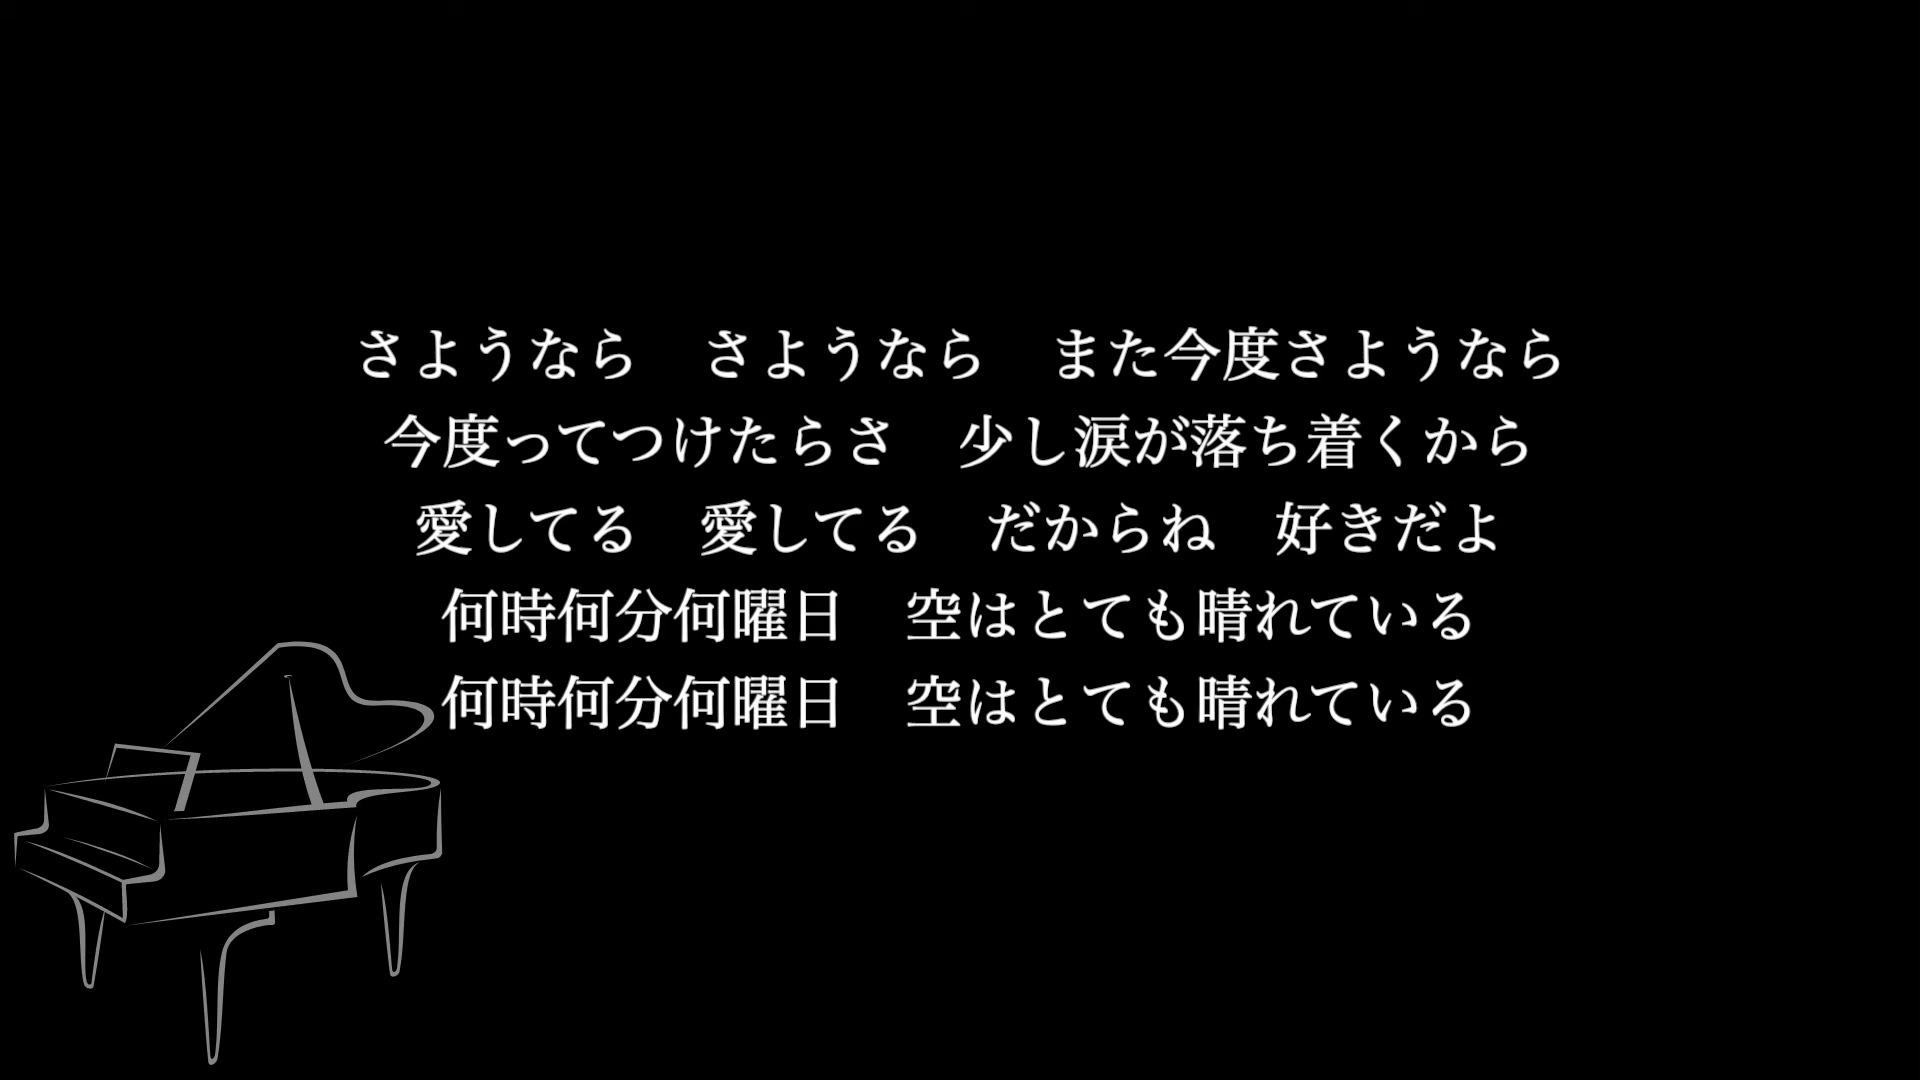 さようなら　さようなら　また今度さようなら
今度ってつけたらさ　少し涙が落ち着くから
愛してる　愛してる　だからね　好きだよ
何時何分何曜日　空はとても晴れている
何時何分何曜日　空はとても晴れている